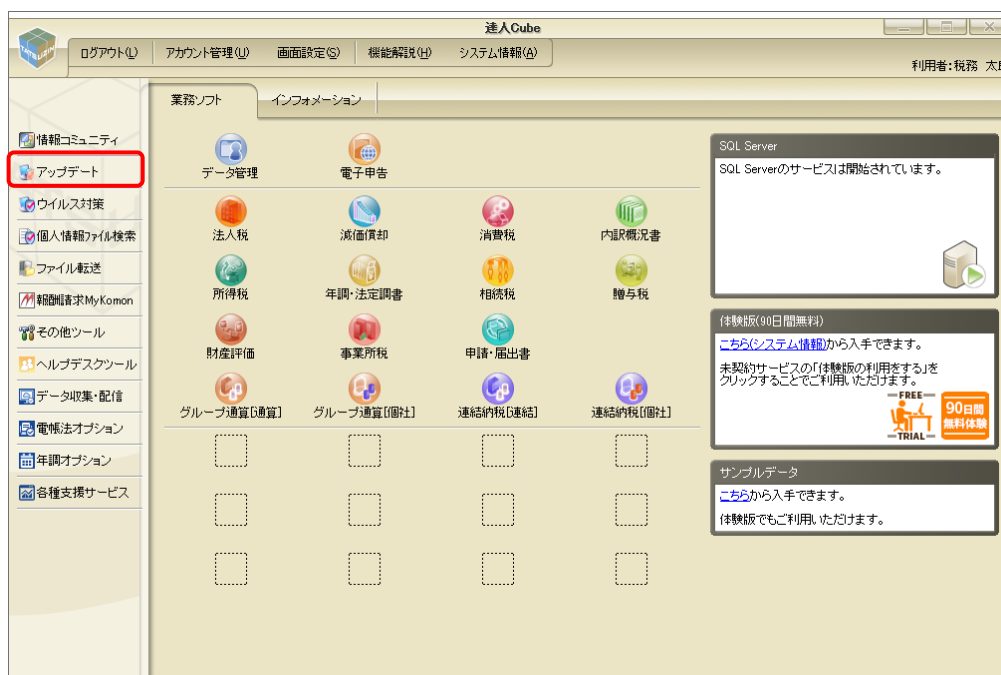 達人Cube
TATSUZIN
ログアウト(L)
アカウント管理(U)
画面設定(S)
機能解説(H)
システム情報(A)
利用者:税務 太
業務ソフト
インフォメーション
情報コミュニティ
アップデート
ウイルス対策
個人情報ファイル検索
ファイル転送
報酬請求MyKomon
その他ツール
ヘルプデスクツール
データ収集・配信
電帳法オプション
年調オプション
各種支援サービス
データ管理
電子申告
法人税
減価償却
消費税
内訳概況書
所得税
年調・法定調書
相続税
贈与税
財産評価
事業所税
申請・届出書
グループ通算[通算]
グループ通算[個社]
連結納税[連結]
連結納税[個社]
SQL Server
SQL Serverのサービスは開始されています。
体験版(90日間無料)
こちら(システム情報)から入手できます。
未契約サービスの「体験版の利用をする」を
クリックすることでご利用いただけます。
FREE
TRIAL
90日間
無料体験
サンプルデータ
こちらから入手できます。
体験版でもご利用いただけます。